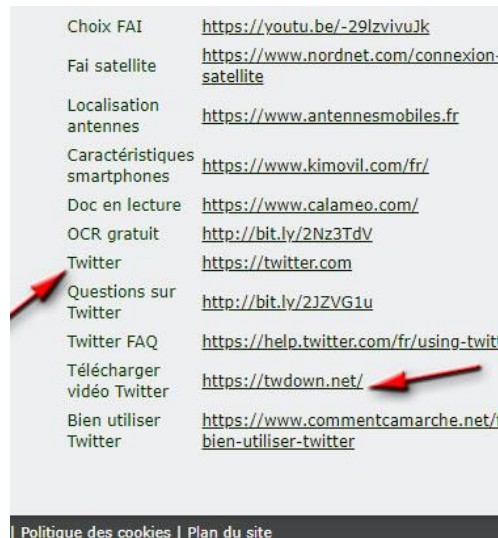 Choix FAI https://youtu.be/-29lzvivuJk
Fai satellite https://www.nordnet.com/connexion-
satellite
Localisation
antennes https://www.antennesmobiles.fr
Caractéristiques
smartphones https://www.kimovil.com/fr/
Doc en lecture https://www.calameo.com/
OCR gratuit http://bit.ly/2Nz3TdV
Twitter https://twitter.com
Questions sur
Twitter http://bit.ly/2JZVG1u
Twitter FAQ https://help.twitter.com/fr/using-twit
Télécharger
vidéo Twitter https://twdown.net/
Bien utiliser
Twitter https://www.commentcamarche.net/
bien-utiliser-twitter
| Politique des cookies | Plan du site